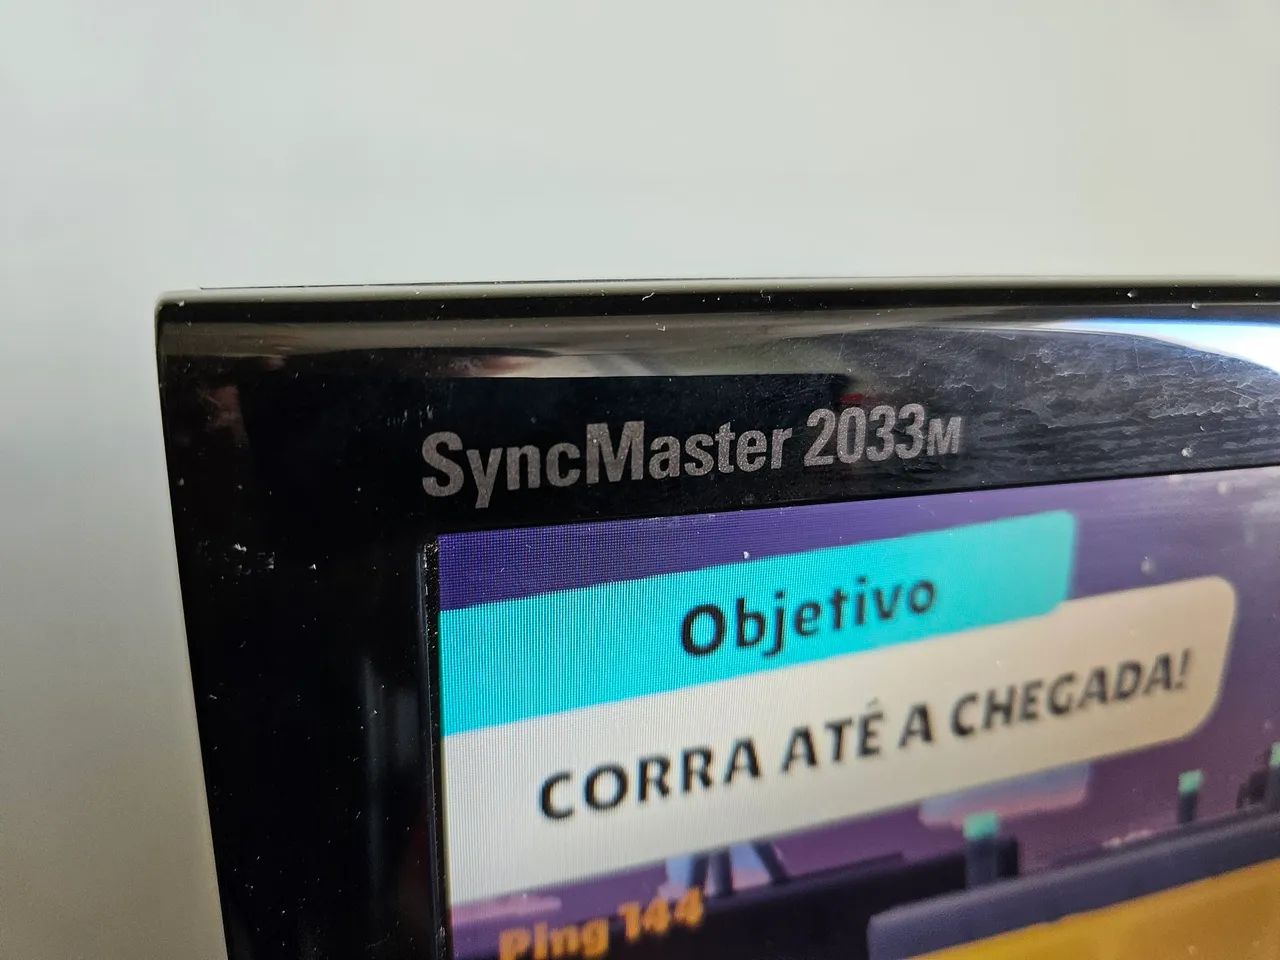 SyncMaster 2033M
Objetivo
CORRA ATÉ A CHEGADA!
Ping 144